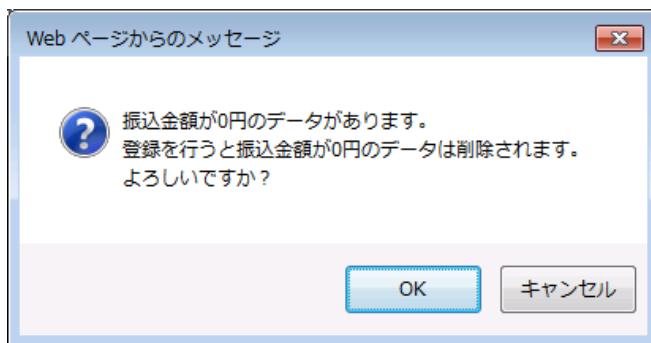 Web ページからのメッセージ
振込金額が0円のデータがあります。
登録を行うと振込金額が0円のデータは削除されます。
よろしいですか？
OK
キャンセル